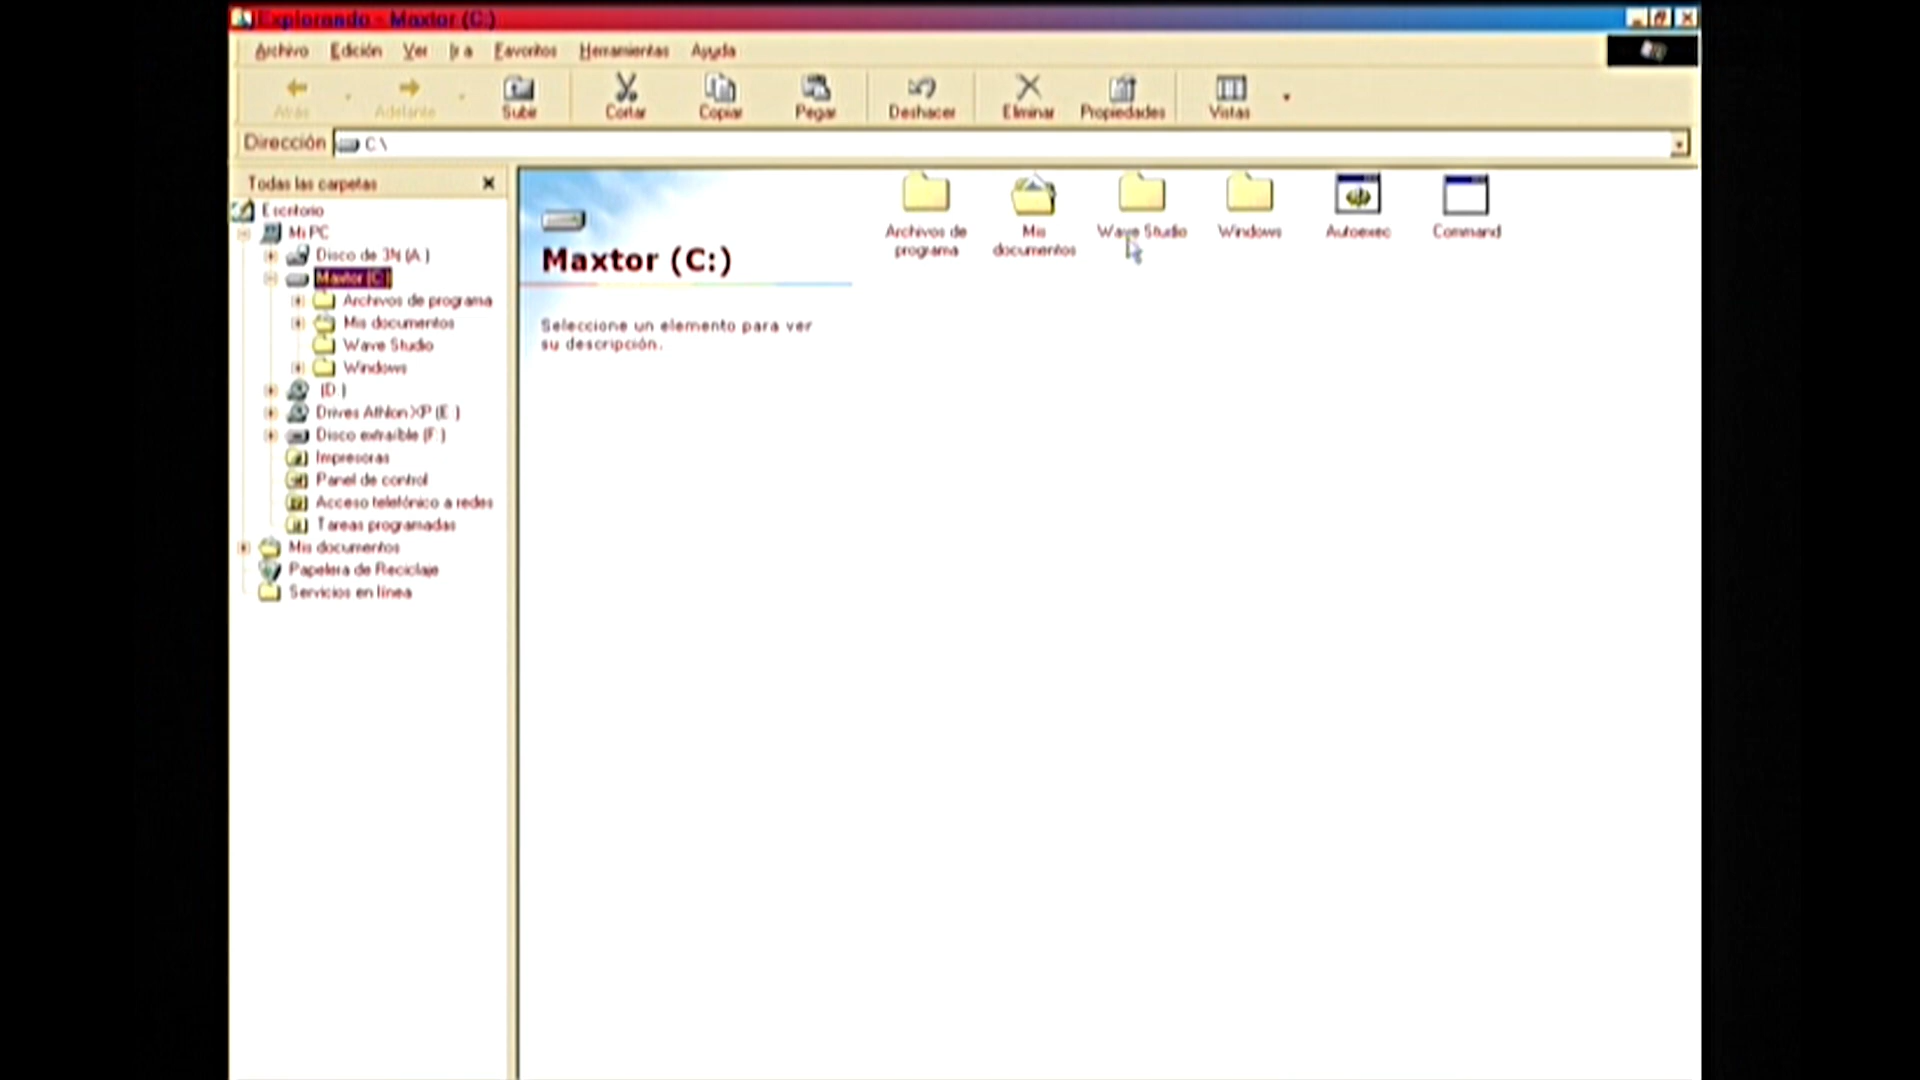 Explorando - Maxtor (C:)
Archivo Edición Ver Ir a Favoritos Herramientas Ayuda
Atrás Adelante Subir Cortar Copiar Pegar Deshacer Eliminar Propiedades Vistas
Dirección C:\
Todas las carpetas
Escritorio
Mi PC
Disco de 3½ (A:)
Maxtor (C:)
Archivos de programa
Mis documentos
Wave Studio
Windows
(D:)
Drives Athlon XP (E:)
Disco extraíble (F:)
Impresoras
Panel de control
Acceso telefónico a redes
Tareas programadas
Mis documentos
Papelera de Reciclaje
Servicios en línea
Maxtor (C:)
Seleccione un elemento para ver
su descripción.
Archivos de
programa
Mis
documentos
Wave Studio
Windows
Autoexec
Command